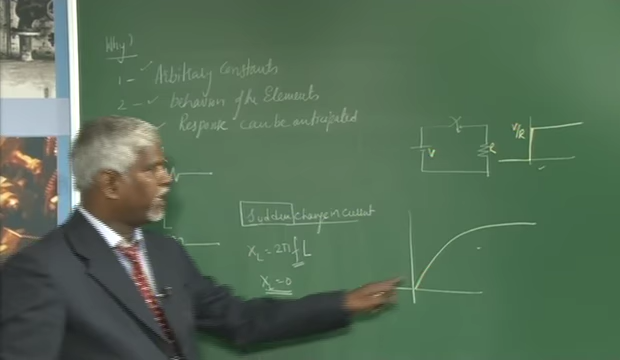 Why?
1 - ✓ Arbitrary constants
2 - ✓ behavior of the Elements
✓ Response can be anticipated
V
R
V/R
L
Sudden change in current
XL = 2πfL
XL = 0